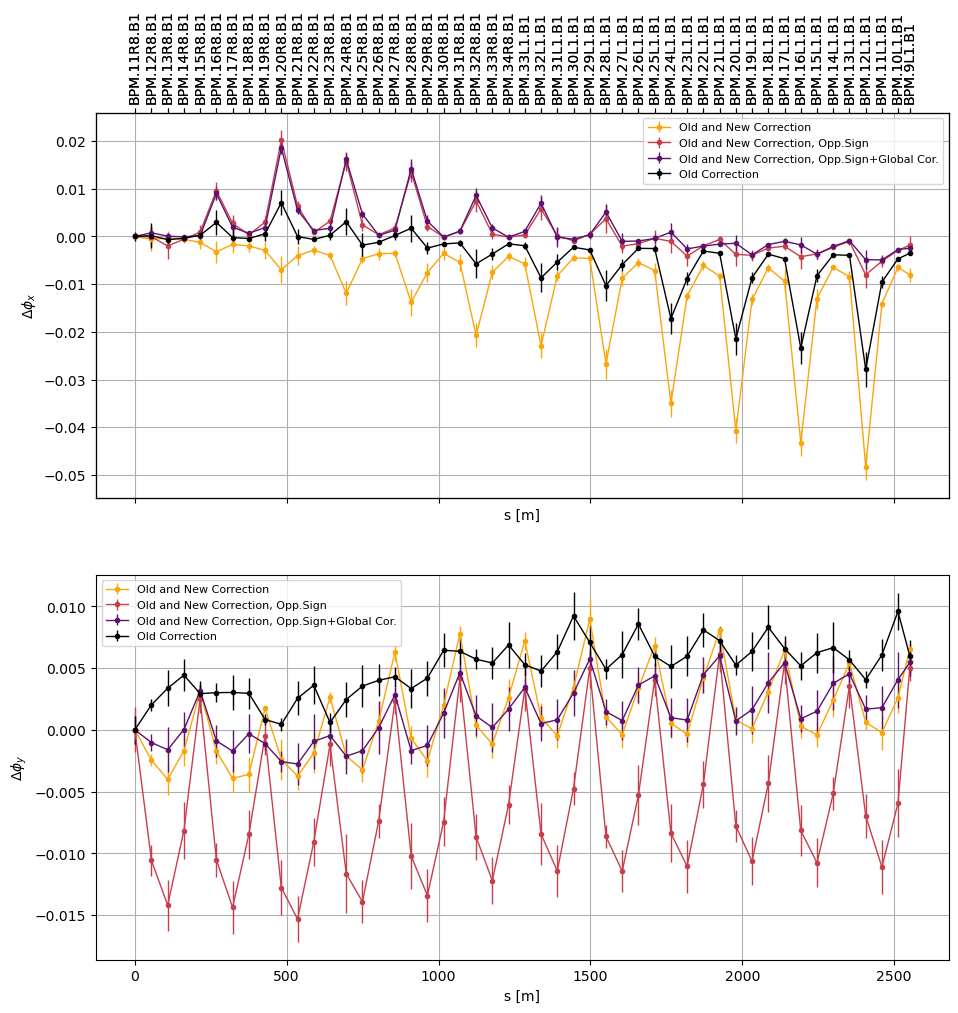 BPM.11R8.B1
BPM.12R8.B1
BPM.13R8.B1
BPM.14R8.B1
BPM.15R8.B1
BPM.16R8.B1
BPM.17R8.B1
BPM.18R8.B1
BPM.19R8.B1
BPM.20R8.B1
BPM.21R8.B1
BPM.22R8.B1
BPM.23R8.B1
BPM.24R8.B1
BPM.25R8.B1
BPM.26R8.B1
BPM.27R8.B1
BPM.28R8.B1
BPM.29R8.B1
BPM.30R8.B1
BPM.31R8.B1
BPM.32R8.B1
BPM.33R8.B1
BPM.34R8.B1
BPM.33L1.B1
BPM.32L1.B1
BPM.31L1.B1
BPM.30L1.B1
BPM.29L1.B1
BPM.28L1.B1
BPM.27L1.B1
BPM.26L1.B1
BPM.25L1.B1
BPM.24L1.B1
BPM.23L1.B1
BPM.22L1.B1
BPM.21L1.B1
BPM.20L1.B1
BPM.19L1.B1
BPM.18L1.B1
BPM.17L1.B1
BPM.16L1.B1
BPM.15L1.B1
BPM.14L1.B1
BPM.13L1.B1
BPM.12L1.B1
BPM.11L1.B1
BPM.10L1.B1
BPM.9L1.B1
Old and New Correction
Old and New Correction, Opp.Sign
Old and New Correction, Opp.Sign+Global Cor.
Old Correction
0.02
0.01
0.00
−0.01
−0.02
−0.03
−0.04
−0.05
Δϕx
s [m]
Old and New Correction
Old and New Correction, Opp.Sign
Old and New Correction, Opp.Sign+Global Cor.
Old Correction
0.010
0.005
0.000
−0.005
−0.010
−0.015
Δϕy
0 500 1000 1500 2000 2500
s [m]